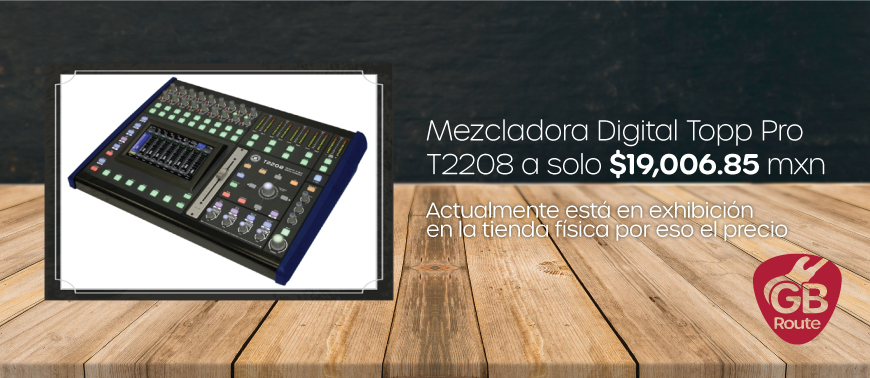 Mezcladora Digital Topp Pro
T2208 a solo $19,006.85 mxn
Actualmente está en exhibición
en la tienda física por eso el precio
T2208
GB
Route